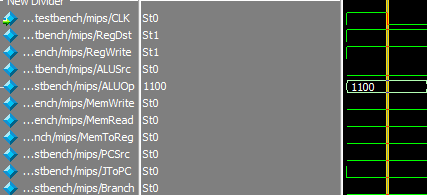 New Divider
...testbench/mips/CLK St0
...tbench/mips/RegDst St1
...ench/mips/RegWrite St1
...tbench/mips/ALUSrc St0
...stbench/mips/ALUOp 1100 1100
...ench/mips/MemWrite St0
...ench/mips/MemRead St0
...nch/mips/MemToReg St0
...stbench/mips/PCSrc St0
...stbench/mips/JToPC St0
...stbench/mips/Branch St0